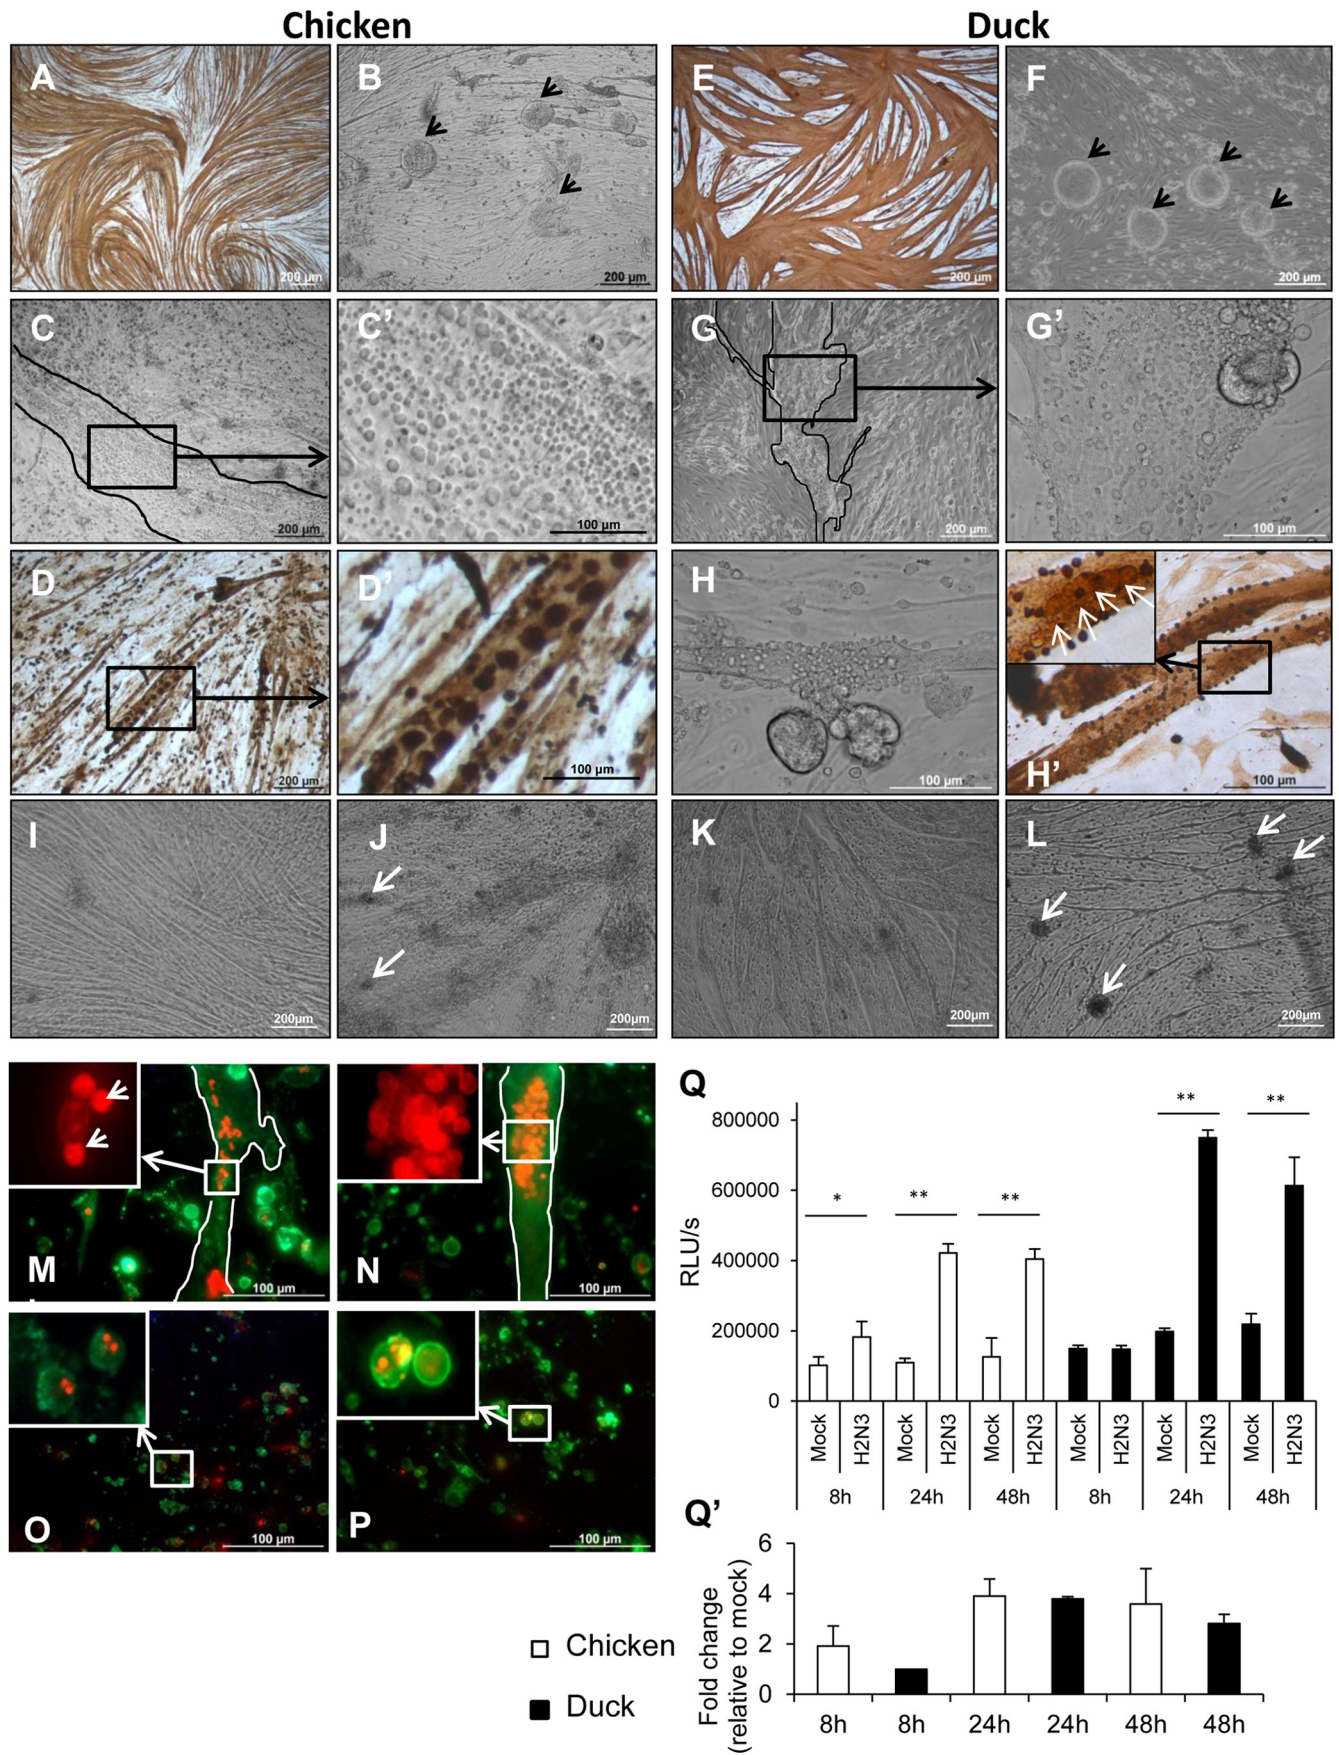 Chicken Duck
A B E F
200 µm 200 µm 200 µm 200 µm
C C’ G G’
200 µm 100 µm 200 µm 100 µm
D D’ H
200 µm 100 µm 100 µm H’ 100 µm
I J K L
200µm 200µm 200µm 200µm
M 100 µm N 100 µm
O 100 µm P 100 µm
Q
800000
600000
400000
200000
0
RLU/s
* ** ** ** **
Mock H2N3 Mock H2N3 Mock H2N3 Mock H2N3 Mock H2N3 Mock H2N3
8h 24h 48h 8h 24h 48h
Q’
6
4
2
0
Fold change
(relative to mock)
8h 8h 24h 24h 48h 48h
Chicken
Duck